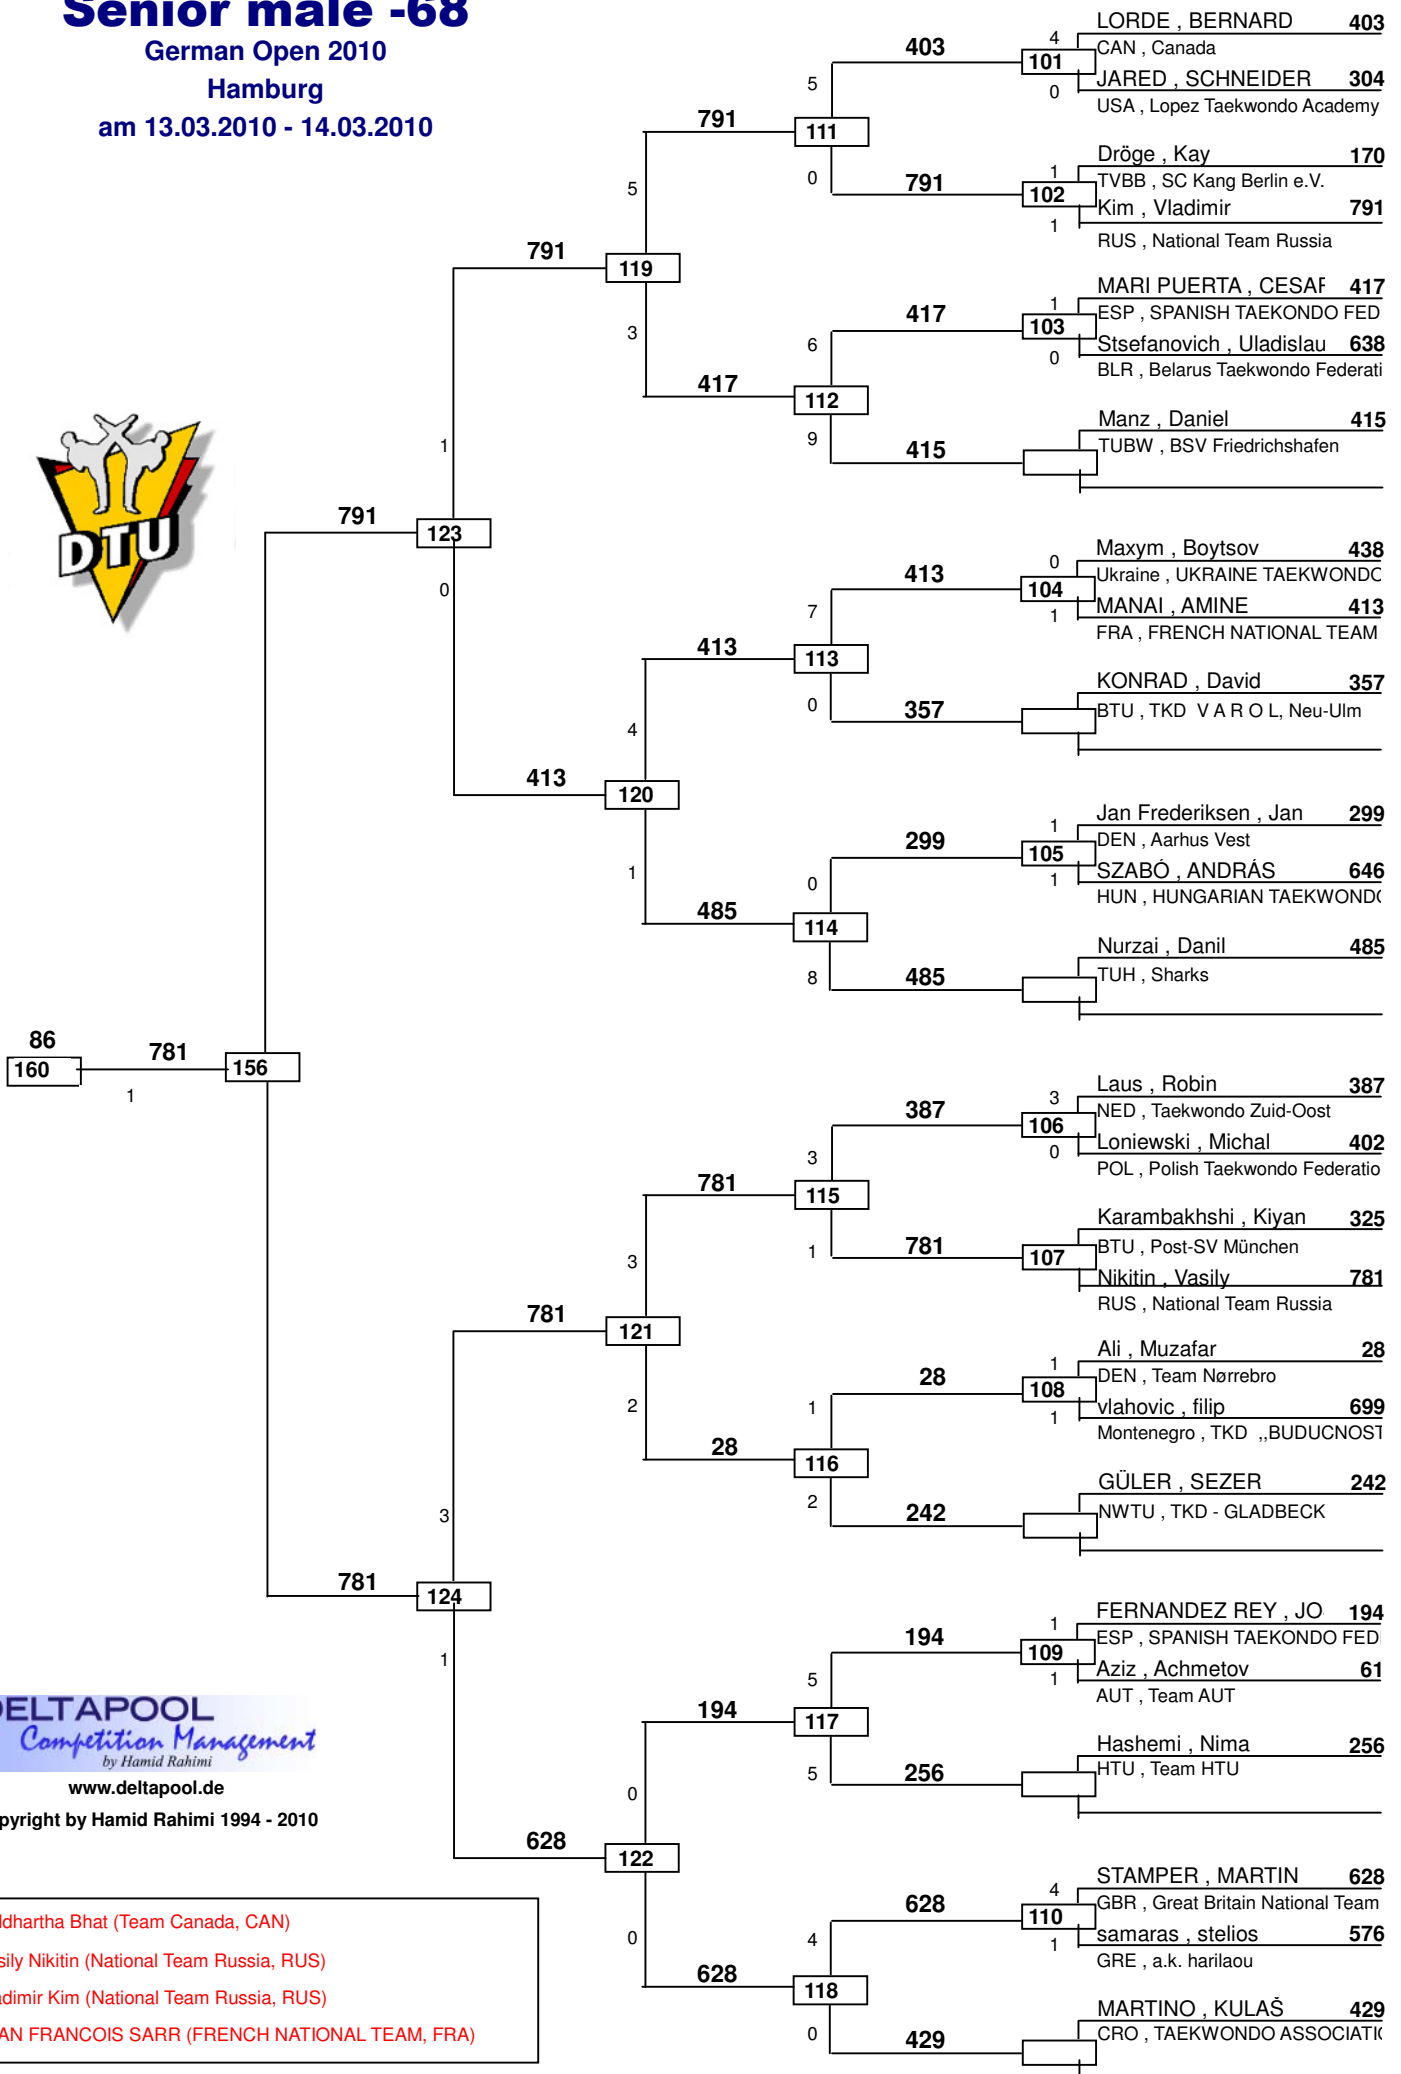 Senior male -68
German Open 2010
Hamburg
am 13.03.2010 - 14.03.2010
DTU
LORDE , BERNARD 403
4
CAN , Canada
403
101
JARED , SCHNEIDER 304
0
USA , Lopez Taekwondo Academy
5
791
111
0
Dröge , Kay 170
1
TVBB , SC Kang Berlin e.V.
791
102
Kim , Vladimir 791
1
RUS , National Team Russia
5
791
119
3
MARI PUERTA , CESAR 417
1
ESP , SPANISH TAEKONDO FED
417
103
Stsefanovich , Uladislau 638
0
BLR , Belarus Taekwondo Federati
6
417
112
9
Manz , Daniel 415
TUBW , BSV Friedrichshafen
415
1
791
123
0
Maxym , Boytsov 438
0
Ukraine , UKRAINE TAEKWONDO
413
104
MANAI , AMINE 413
1
FRA , FRENCH NATIONAL TEAM
7
413
113
0
KONRAD , David 357
BTU , TKD V A R O L, Neu-Ulm
357
4
413
120
1
Jan Frederiksen , Jan 299
1
DEN , Aarhus Vest
299
105
SZABÓ , ANDRÁS 646
1
HUN , HUNGARIAN TAEKWONDO
0
485
114
8
Nurzai , Danil 485
TUH , Sharks
485
86
160
781
1
156
Laus , Robin 387
3
NED , Taekwondo Zuid-Oost
387
106
Loniewski , Michal 402
0
POL , Polish Taekwondo Federatio
3
781
115
1
Karambakhshi , Kiyan 325
BTU , Post-SV München
781
107
Nikitin , Vasily 781
RUS , National Team Russia
3
781
121
2
Ali , Muzafar 28
1
DEN , Team Nørrebro
28
108
vlahovic , filip 699
1
Montenegro , TKD ,,BUDUCNOST
1
28
116
2
GÜLER , SEZER 242
NWTU , TKD - GLADBECK
242
3
781
124
1
FERNANDEZ REY , JO 194
1
ESP , SPANISH TAEKONDO FED
194
109
Aziz , Achmetov 61
1
AUT , Team AUT
5
194
117
5
Hashemi , Nima 256
HTU , Team HTU
256
0
628
122
0
STAMPER , MARTIN 628
4
GBR , Great Britain National Team
628
110
samaras , stelios 576
1
GRE , a.k. harilaou
4
628
118
0
MARTINO , KULAŠ 429
CRO , TAEKWONDO ASSOCIATI
429
DELTAPOOL
Competition Management
by Hamid Rahimi
www.deltapool.de
pyright by Hamid Rahimi 1994 - 2010
ddhartha Bhat (Team Canada, CAN)
sily Nikitin (National Team Russia, RUS)
adimir Kim (National Team Russia, RUS)
AN FRANCOIS SARR (FRENCH NATIONAL TEAM, FRA)